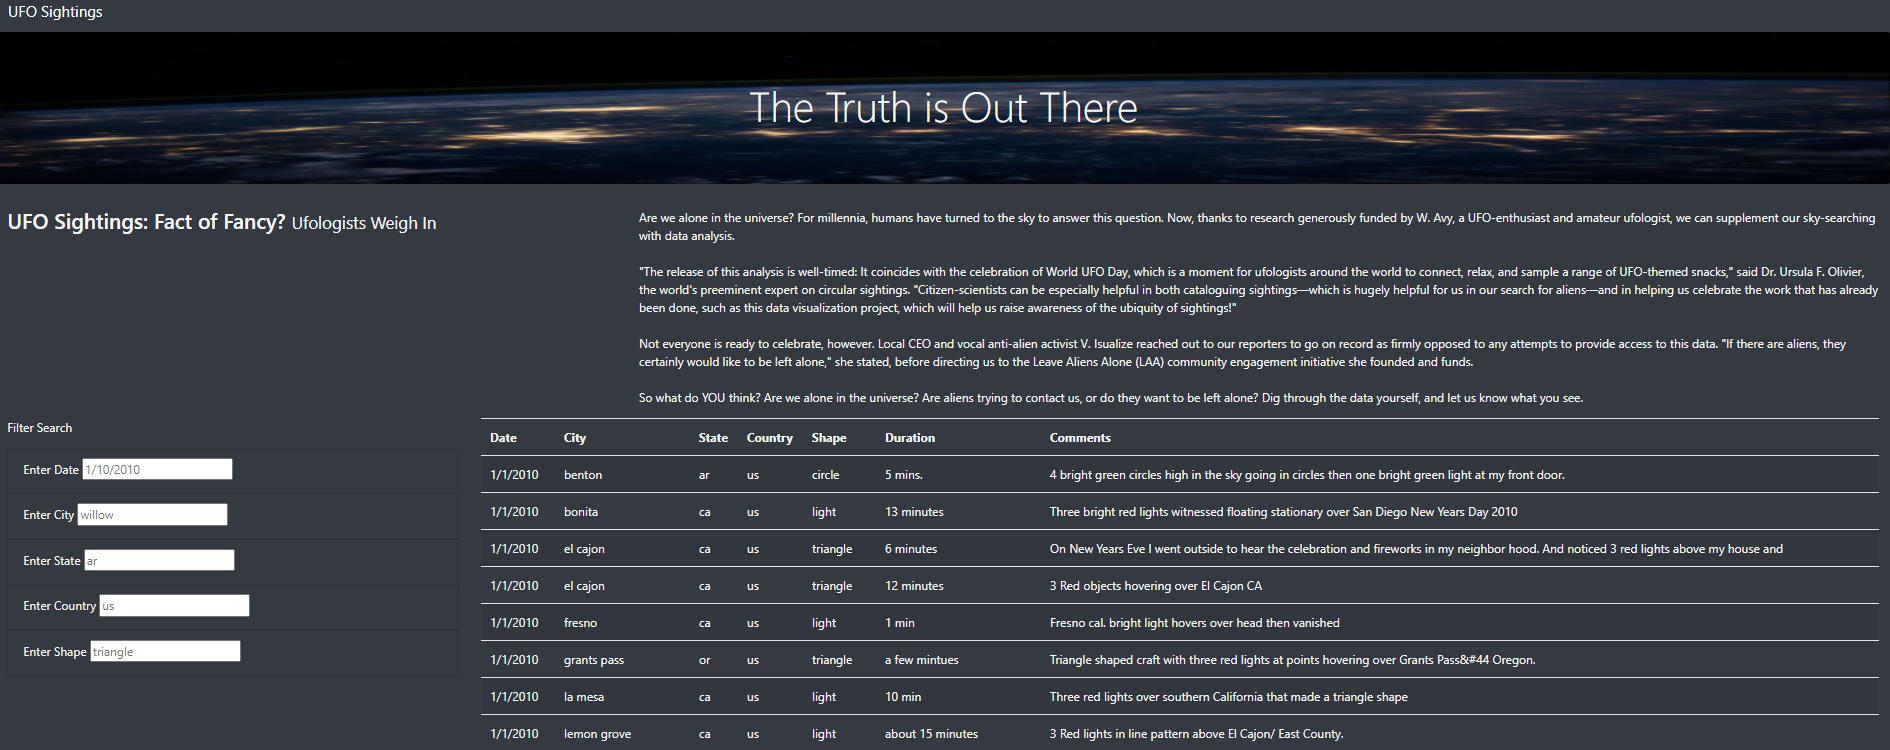 UFO Sightings
The Truth is Out There
UFO Sightings: Fact of Fancy? Ufologists Weigh In
Are we alone in the universe? For millennia, humans have turned to the sky to answer this question. Now, thanks to research generously funded by W. Avy, a UFO-enthusiast and amateur ufologist, we can supplement our sky-searching
with data analysis.
"The release of this analysis is well-timed: It coincides with the celebration of World UFO Day, which is a moment for ufologists around the world to connect, relax, and sample a range of UFO-themed snacks," said Dr. Ursula F. Olivier,
the world's preeminent expert on circular sightings. "Citizen-scientists can be especially helpful in both cataloguing sightings—which is hugely helpful for us in our search for aliens—and in helping us celebrate the work that has already
been done, such as this data visualization project, which will help us raise awareness of the ubiquity of sightings!"
Not everyone is ready to celebrate, however. Local CEO and vocal anti-alien activist V. Isualize reached out to our reporters to go on record as firmly opposed to any attempts to provide access to this data. "If there are aliens, they
certainly would like to be left alone," she stated, before directing us to the Leave Aliens Alone (LAA) community engagement initiative she founded and funds.
So what do YOU think? Are we alone in the universe? Are aliens trying to contact us, or do they want to be left alone? Dig through the data yourself, and let us know what you see.
Filter Search
Enter Date 1/10/2010
Enter City willow
Enter State ar
Enter Country us
Enter Shape triangle
Date City State Country Shape Duration Comments
1/1/2010 benton ar us circle 5 mins. 4 bright green circles high in the sky going in circles then one bright green light at my front door.
1/1/2010 bonita ca us light 13 minutes Three bright red lights witnessed floating stationary over San Diego New Years Day 2010
1/1/2010 el cajon ca us triangle 6 minutes On New Years Eve I went outside to hear the celebration and fireworks in my neighbor hood. And noticed 3 red lights above my house and
1/1/2010 el cajon ca us triangle 12 minutes 3 Red objects hovering over El Cajon CA
1/1/2010 fresno ca us light 1 min Fresno cal. bright light hovers over head then vanished
1/1/2010 grants pass or us triangle a few mintues Triangle shaped craft with three red lights at points hovering over Grants Pass&#44 Oregon.
1/1/2010 la mesa ca us light 10 min Three red lights over southern California that made a triangle shape
1/1/2010 lemon grove ca us light about 15 minutes 3 Red lights in line pattern above El Cajon/ East County.